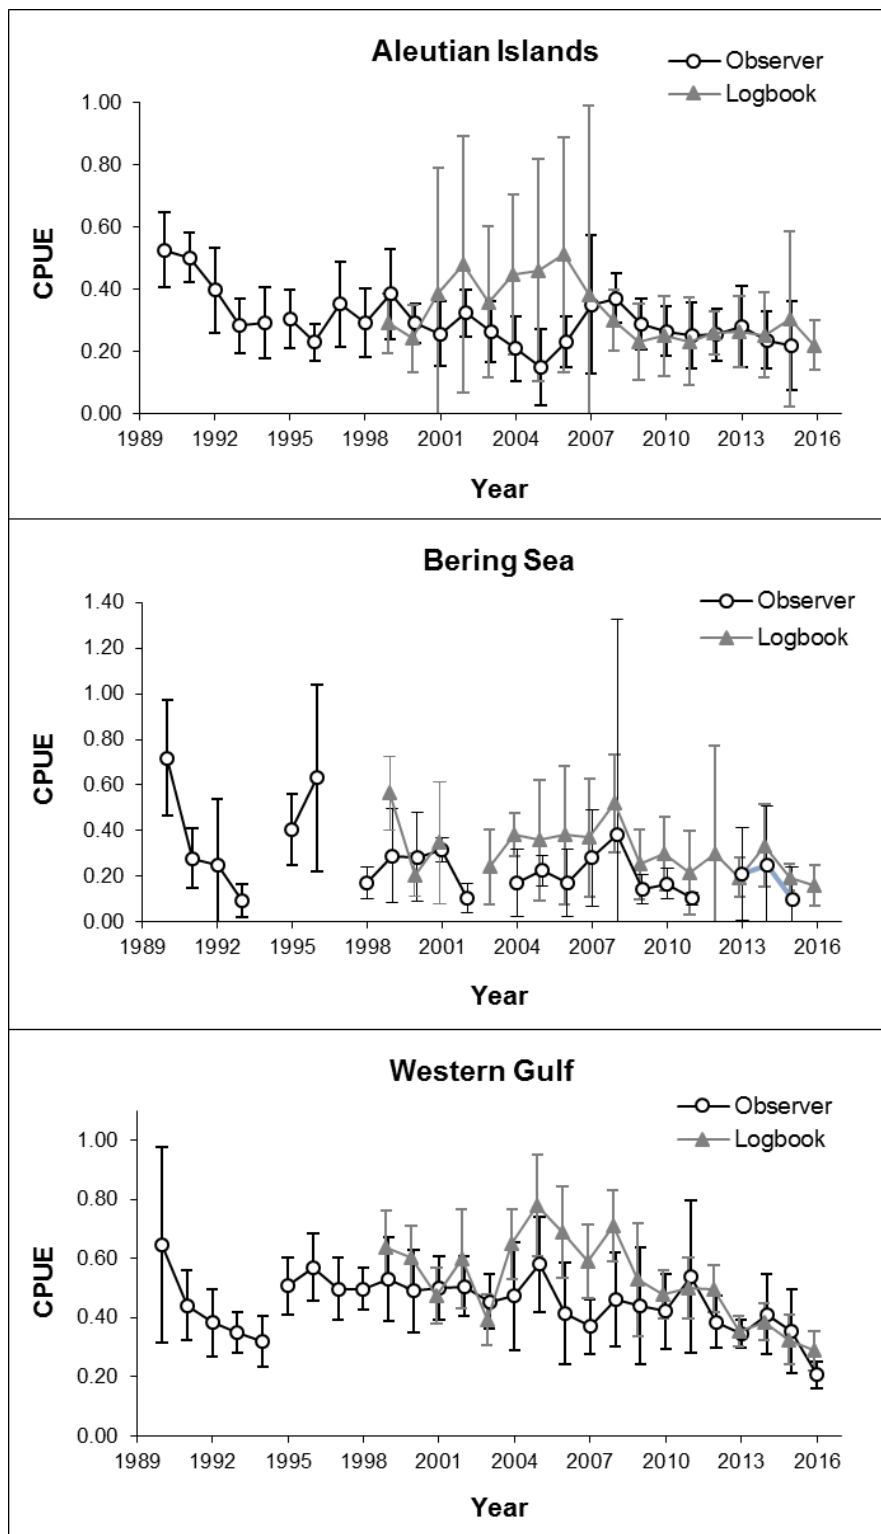 Aleutian Islands
Observer
Logbook
1.00
0.80
0.60
0.40
0.20
0.00
CPUE
1989 1992 1995 1998 2001 2004 2007 2010 2013 2016
Year
Bering Sea
Observer
Logbook
1.40
1.20
1.00
0.80
0.60
0.40
0.20
0.00
CPUE
1989 1992 1995 1998 2001 2004 2007 2010 2013 2016
Year
Western Gulf
Observer
Logbook
1.00
0.80
0.60
0.40
0.20
0.00
CPUE
1989 1992 1995 1998 2001 2004 2007 2010 2013 2016
Year